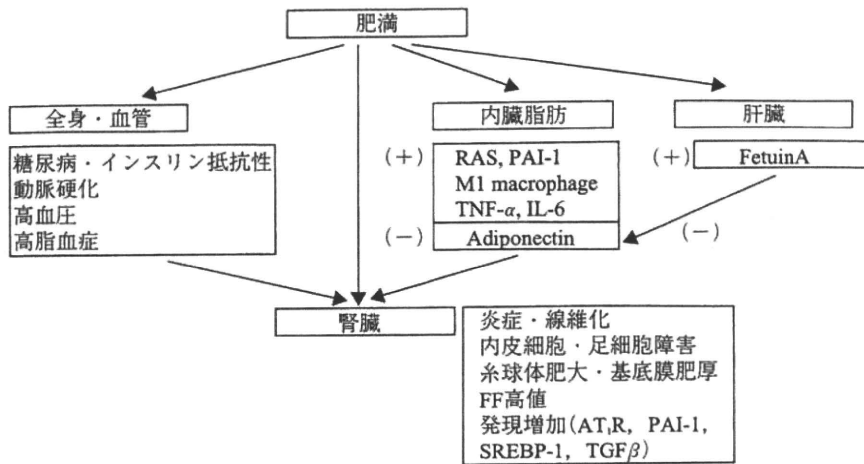 肥満
全身・血管
内臓脂肪
肝臓
糖尿病・インスリン抵抗性
動脈硬化
高血圧
高脂血症
(+)
RAS, PAI-1
M1 macrophage
TNF-α, IL-6
(−)
Adiponectin
(+)
FetuinA
(−)
腎臓
炎症・線維化
内皮細胞・足細胞障害
糸球体肥大・基底膜肥厚
FF高値
発現増加(AT₁R, PAI-1,
SREBP-1, TGFβ)